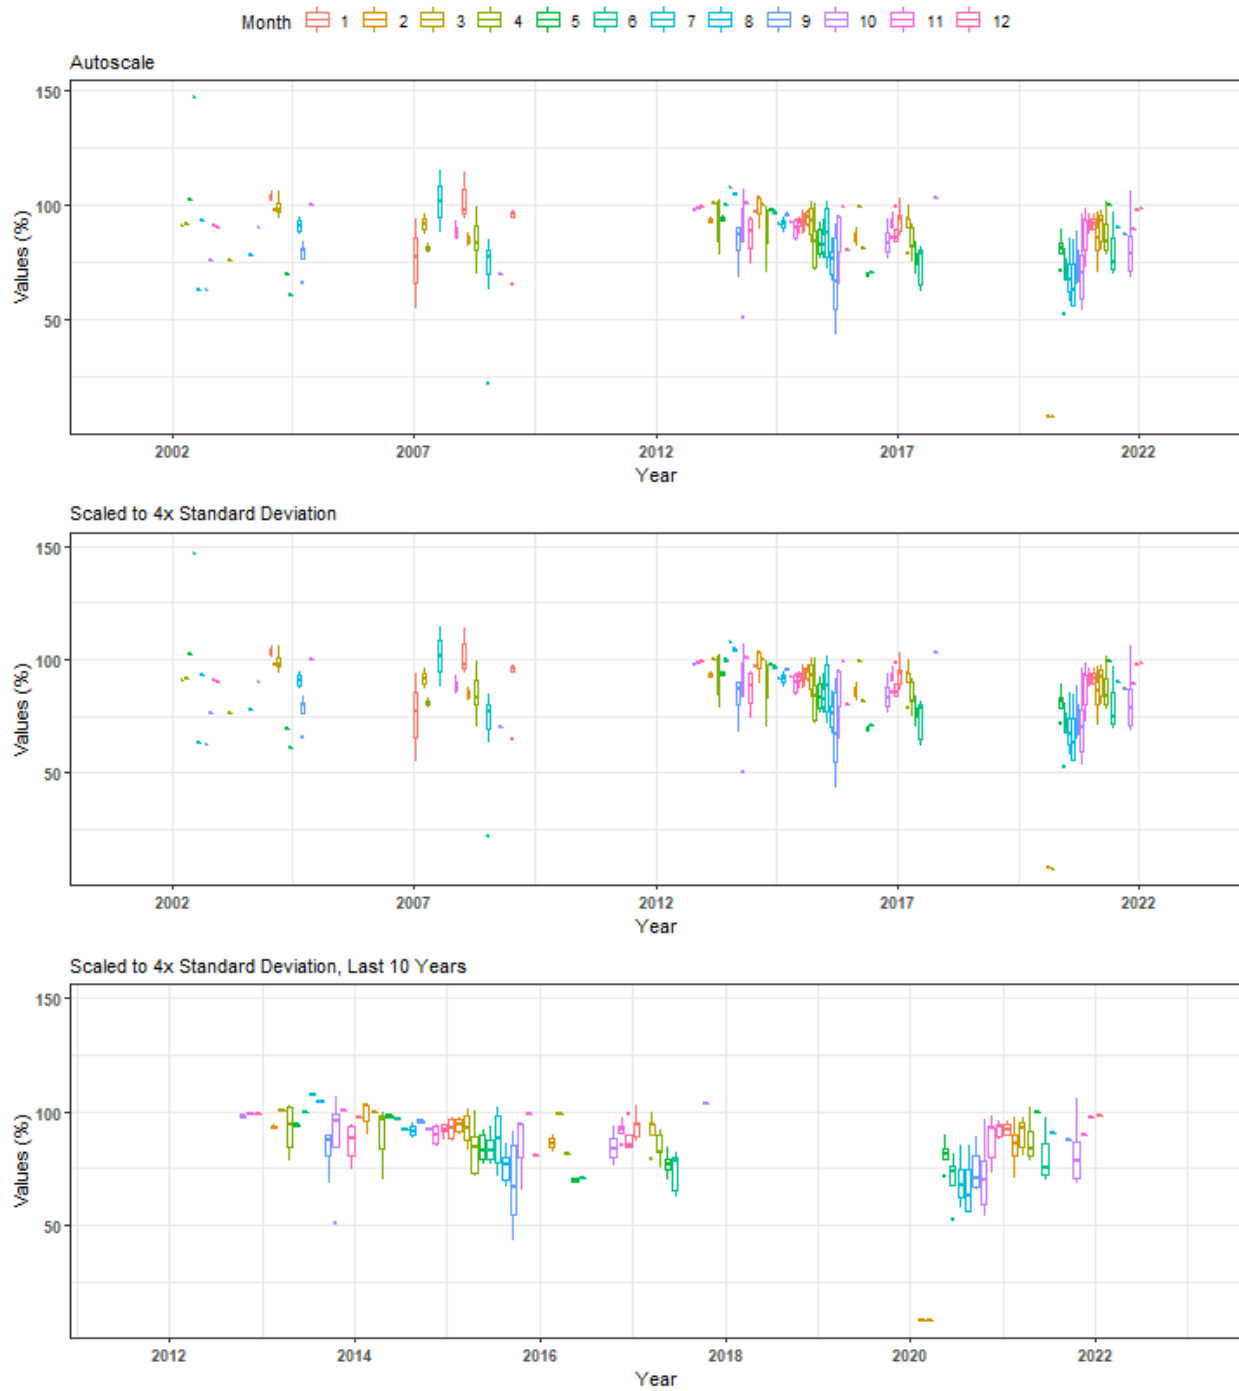 Month 1 2 3 4 5 6 7 8 9 10 11 12
Autoscale
150
100
50
Values (%)
2002 2007 2012 2017 2022
Year
Scaled to 4x Standard Deviation
150
100
50
Values (%)
2002 2007 2012 2017 2022
Year
Scaled to 4x Standard Deviation, Last 10 Years
150
100
50
Values (%)
2012 2014 2016 2018 2020 2022
Year